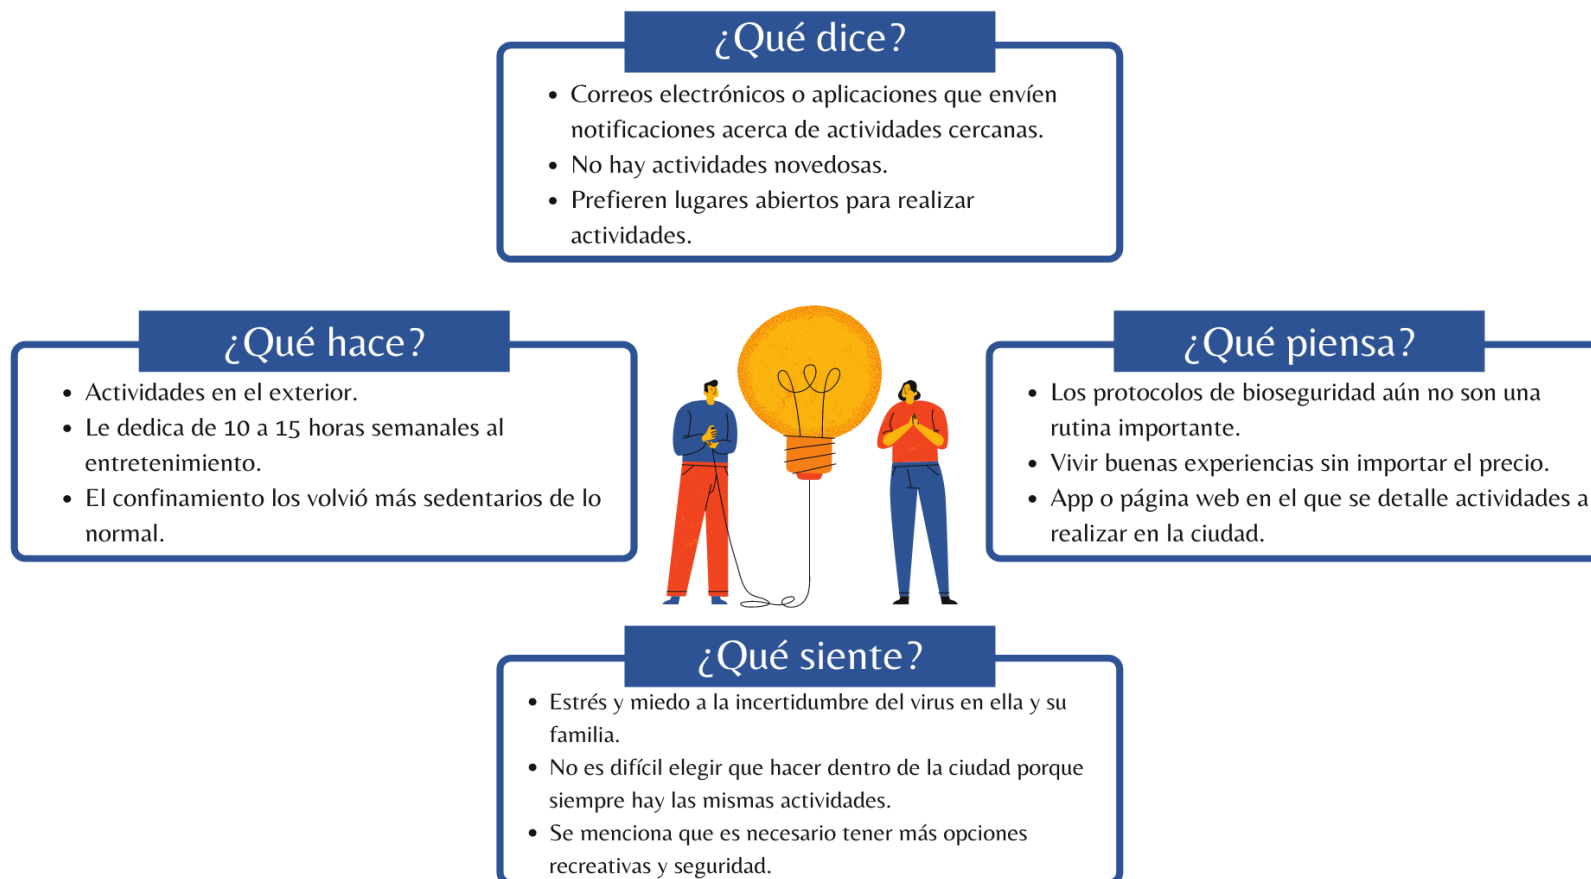 ¿Qué dice?
• Correos electrónicos o aplicaciones que envíen
notificaciones acerca de actividades cercanas.
• No hay actividades novedosas.
• Prefieren lugares abiertos para realizar
actividades.
¿Qué hace?
• Actividades en el exterior.
• Le dedica de 10 a 15 horas semanales al
entretenimiento.
• El confinamiento los volvió más sedentarios de lo
normal.
¿Qué piensa?
• Los protocolos de bioseguridad aún no son una
rutina importante.
• Vivir buenas experiencias sin importar el precio.
• App o página web en el que se detalle actividades a
realizar en la ciudad.
¿Qué siente?
• Estrés y miedo a la incertidumbre del virus en ella y su
familia.
• No es difícil elegir que hacer dentro de la ciudad porque
siempre hay las mismas actividades.
• Se menciona que es necesario tener más opciones
recreativas y seguridad.